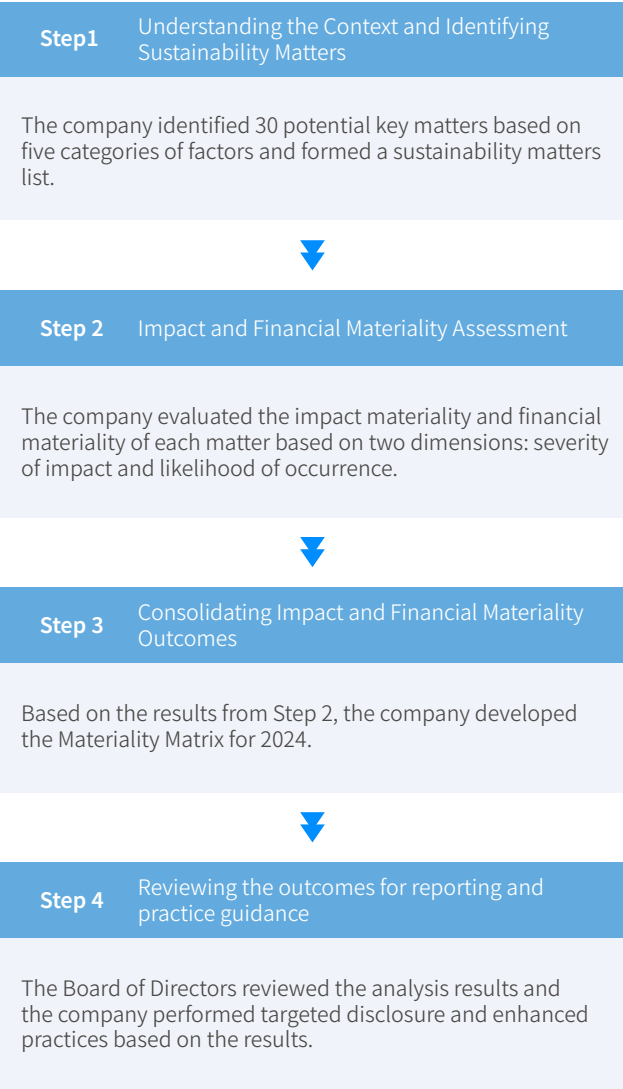 Step1
Understanding the Context and Identifying
Sustainability Matters
The company identified 30 potential key matters based on
five categories of factors and formed a sustainability matters
list.
Step 2
Impact and Financial Materiality Assessment
The company evaluated the impact materiality and financial
materiality of each matter based on two dimensions: severity
of impact and likelihood of occurrence.
Step 3
Consolidating Impact and Financial Materiality
Outcomes
Based on the results from Step 2, the company developed
the Materiality Matrix for 2024.
Step 4
Reviewing the outcomes for reporting and
practice guidance
The Board of Directors reviewed the analysis results and
the company performed targeted disclosure and enhanced
practices based on the results.